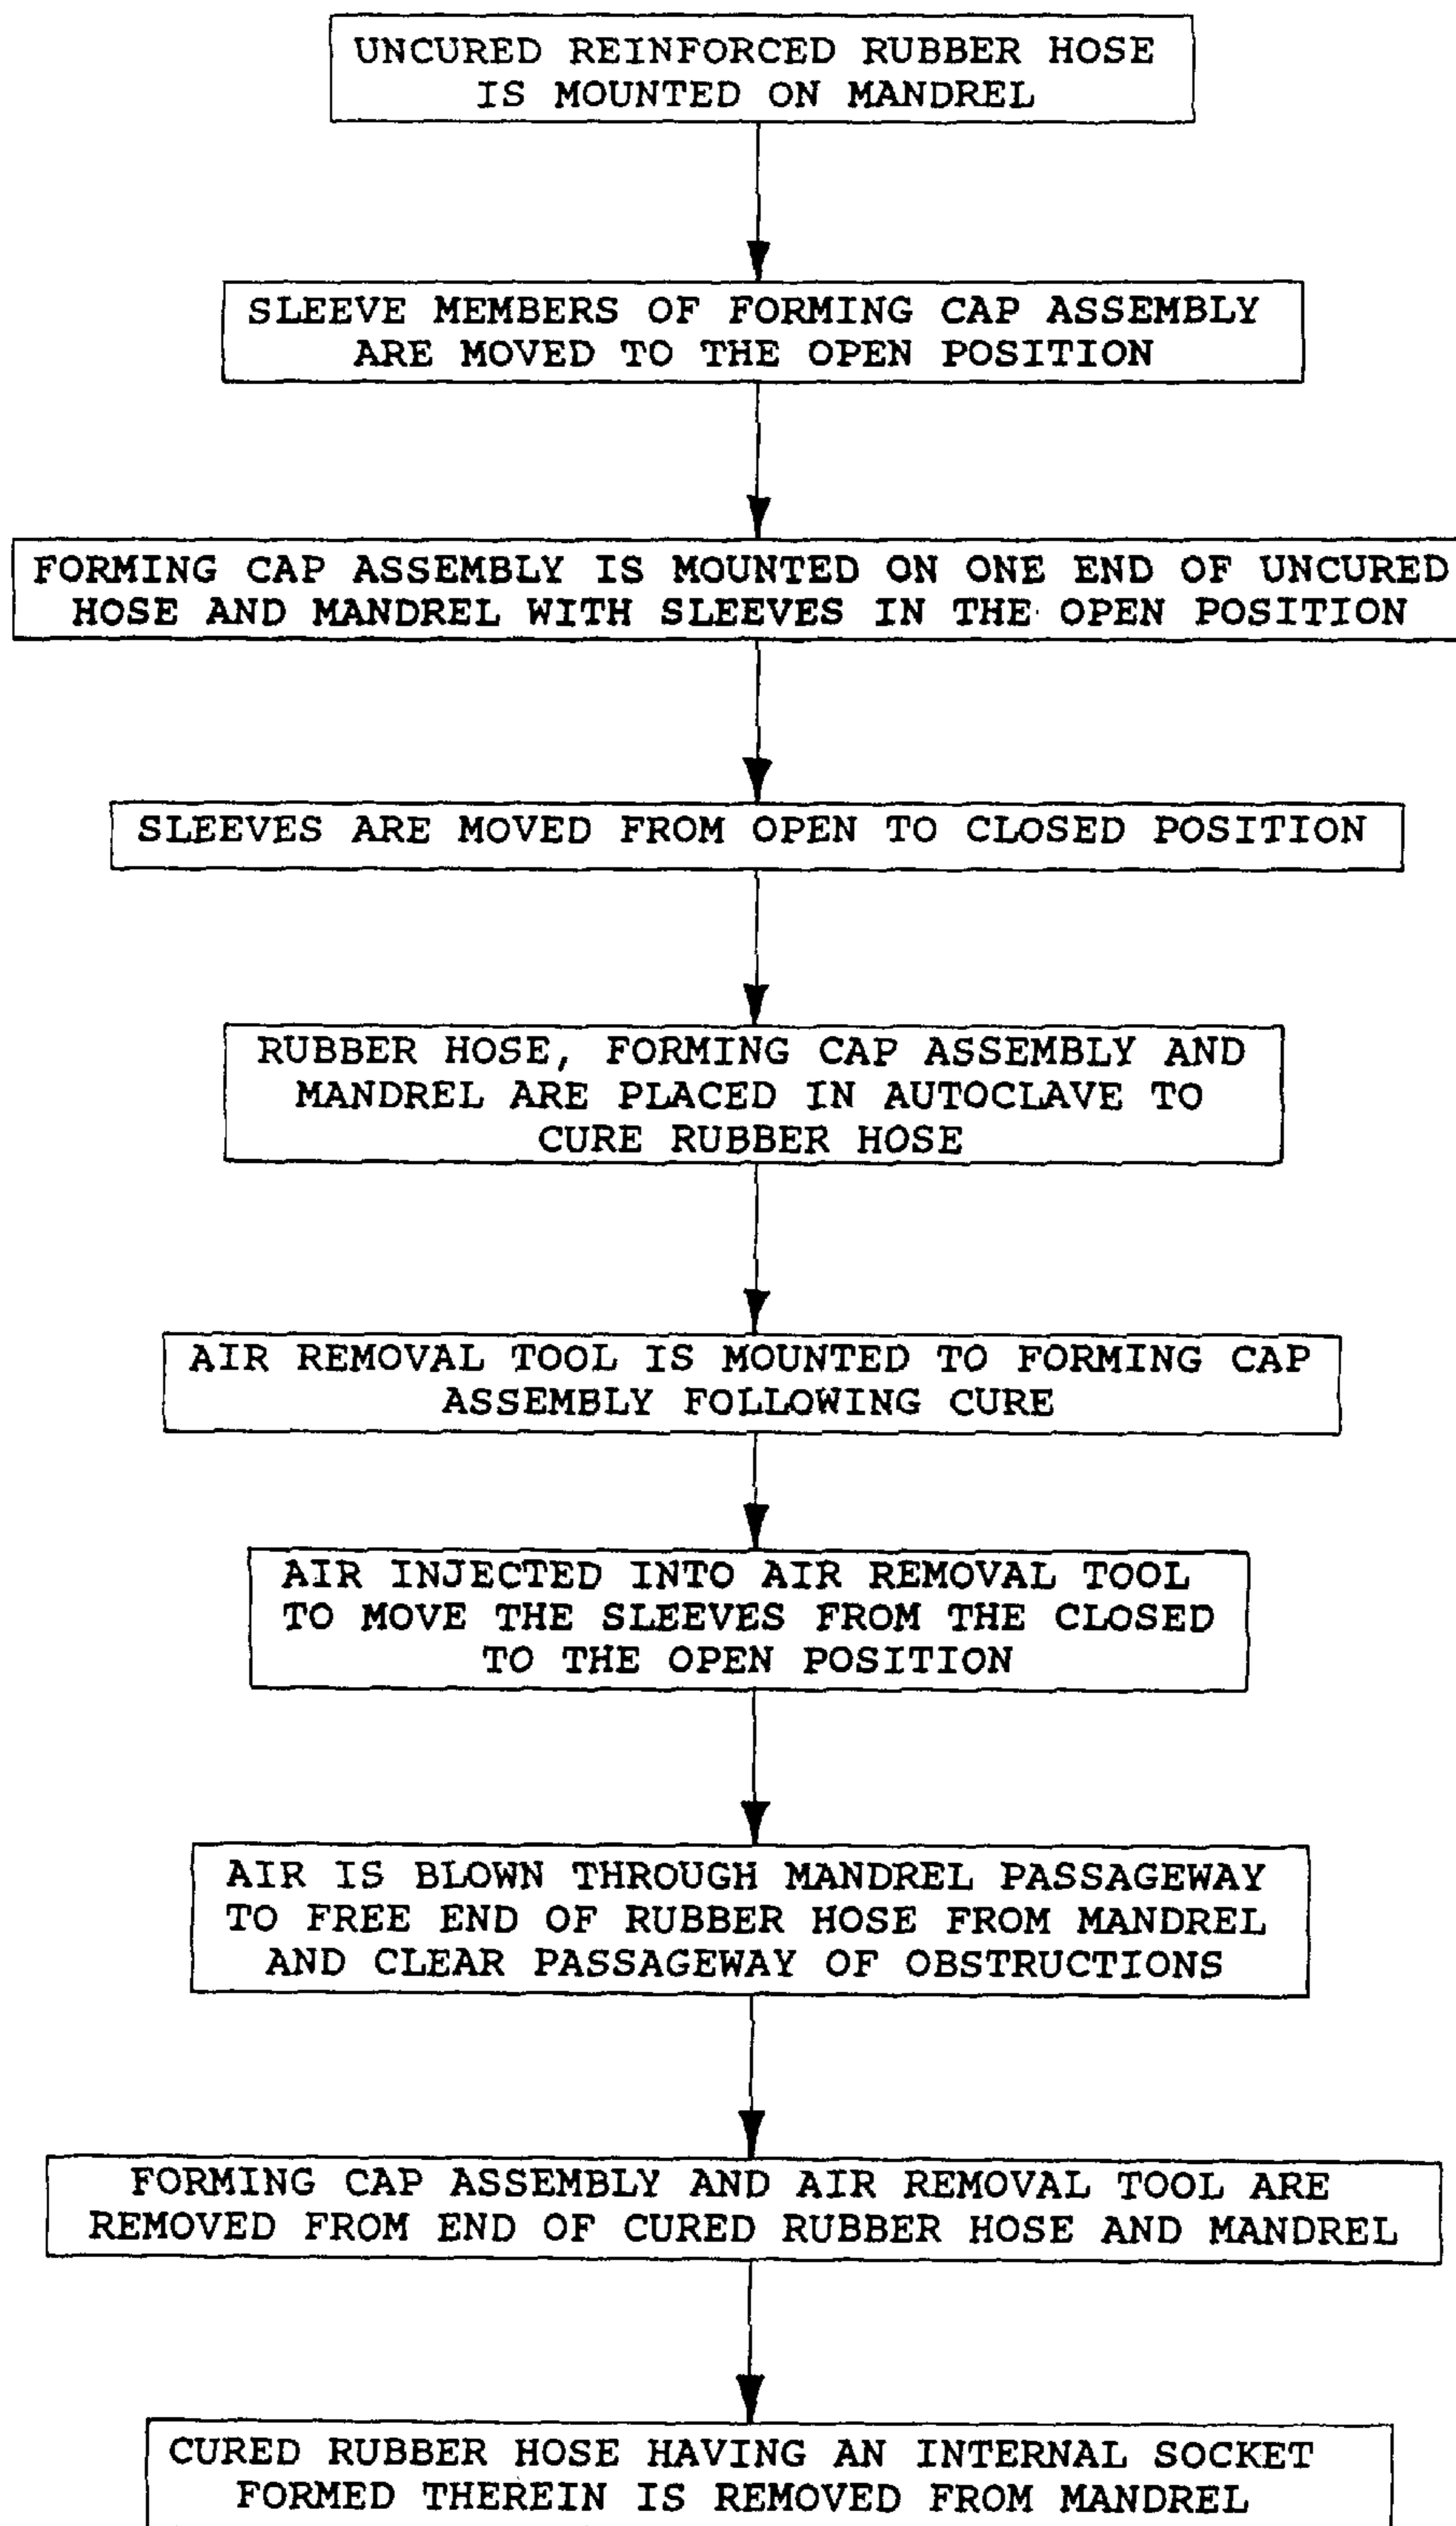 UNCURED REINFORCED RUBBER HOSE
IS MOUNTED ON MANDREL
SLEEVE MEMBERS OF FORMING CAP ASSEMBLY
ARE MOVED TO THE OPEN POSITION
FORMING CAP ASSEMBLY IS MOUNTED ON ONE END OF UNCURED
HOSE AND MANDREL WITH SLEEVES IN THE OPEN POSITION
SLEEVES ARE MOVED FROM OPEN TO CLOSED POSITION
RUBBER HOSE, FORMING CAP ASSEMBLY AND
MANDREL ARE PLACED IN AUTOCLAVE TO
CURE RUBBER HOSE
AIR REMOVAL TOOL IS MOUNTED TO FORMING CAP
ASSEMBLY FOLLOWING CURE
AIR INJECTED INTO AIR REMOVAL TOOL
TO MOVE THE SLEEVES FROM THE CLOSED
TO THE OPEN POSITION
AIR IS BLOWN THROUGH MANDREL PASSAGEWAY
TO FREE END OF RUBBER HOSE FROM MANDREL
AND CLEAR PASSAGEWAY OF OBSTRUCTIONS
FORMING CAP ASSEMBLY AND AIR REMOVAL TOOL ARE
REMOVED FROM END OF CURED RUBBER HOSE AND MANDREL
CURED RUBBER HOSE HAVING AN INTERNAL SOCKET
FORMED THEREIN IS REMOVED FROM MANDREL